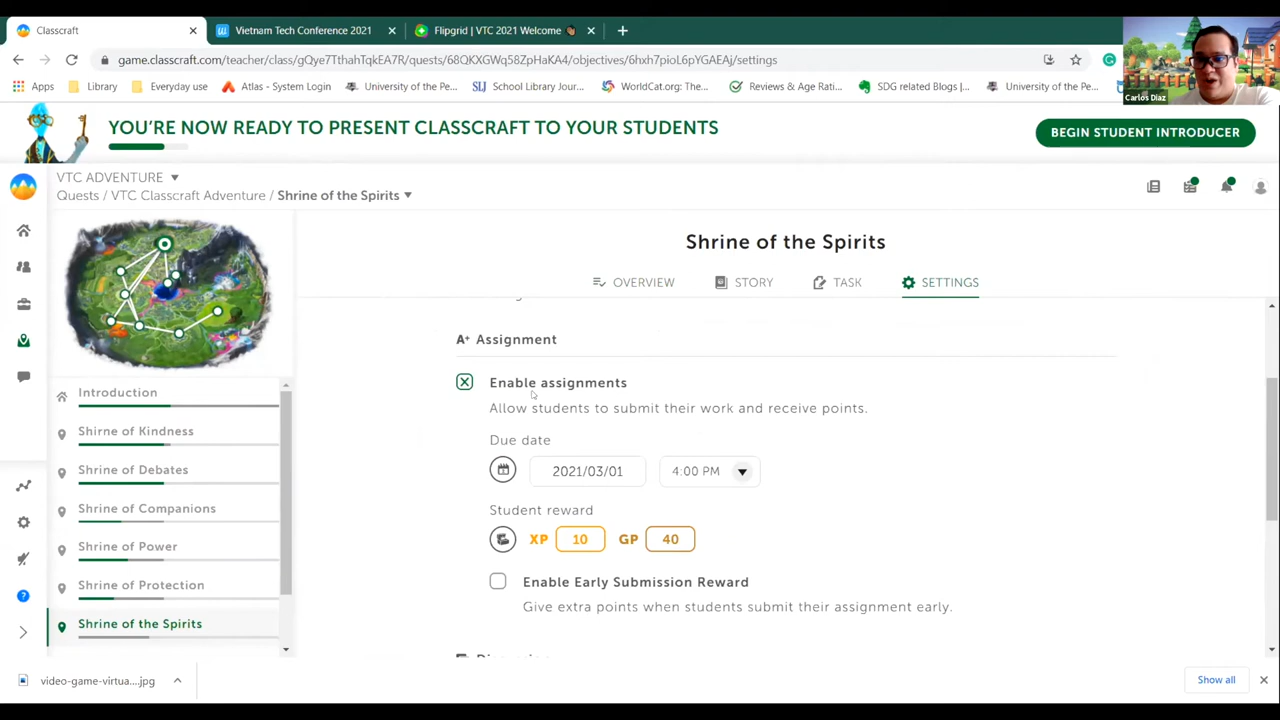 Classcraft
Vietnam Tech Conference 2021
Flipgrid | VTC 2021 Welcome
game.classcraft.com/teacher/class/gQye7TthahTqkEA7R/quests/68QKXGWq58ZpHaKA4/objectives/6hxh7pioL6pYGAEAj/settings
Apps
Library
Everyday use
Atlas - System Login
University of the Pe...
School Library Jour...
WorldCat.org: The...
Reviews & Age Rati...
SDG related Blogs |...
University of the Pe...
Carlos Diaz
YOU'RE NOW READY TO PRESENT CLASSCRAFT TO YOUR STUDENTS
BEGIN STUDENT INTRODUCER
VTC ADVENTURE
Quests / VTC Classcraft Adventure / Shrine of the Spirits
Shrine of the Spirits
OVERVIEW
STORY
TASK
SETTINGS
Introduction
Shirne of Kindness
Shrine of Debates
Shrine of Companions
Shrine of Power
Shrine of Protection
Shrine of the Spirits
A+ Assignment
Enable assignments
Allow students to submit their work and receive points.
Due date
2021/03/01
4:00 PM
Student reward
XP 10 GP 40
Enable Early Submission Reward
Give extra points when students submit their assignment early.
video-game-virtua....jpg
Show all